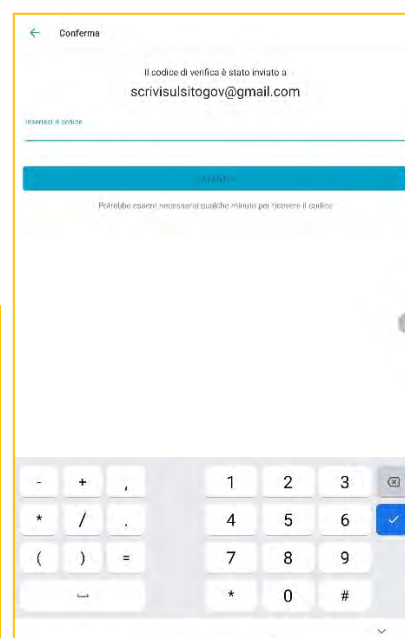 Conferma
Il codice di verifica è stato inviato a
scrivisulsitogov@gmail.com
Inserisci il codice
Potrebbe essere necessario qualche minuto per ricevere il codice
- + , 1 2 3
* / . 4 5 6
( ) = 7 8 9
* 0 #